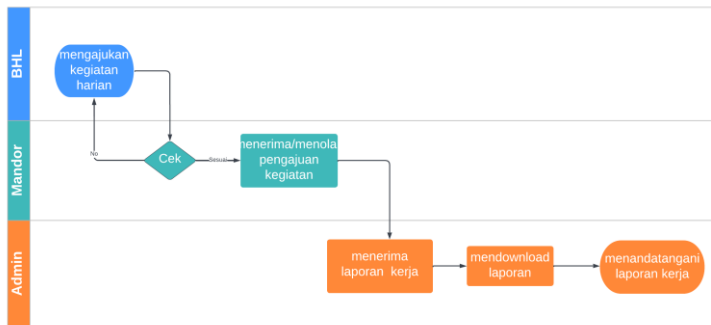 BHL
mengajukan
kegiatan
harian
Mandor
No
Cek
Sesuai
menerima/menola
pengajuan
kegiatan
Admin
menerima
laporan kerja
mendownload
laporan
menandatangani
laporan kerja